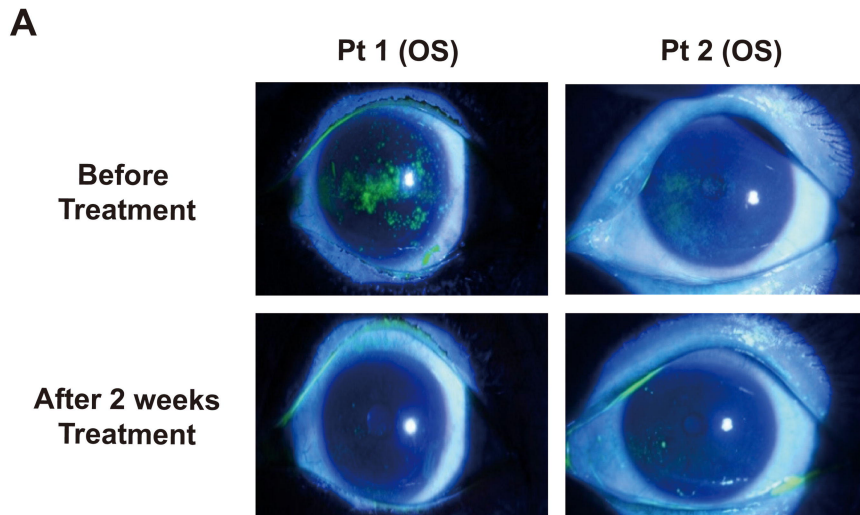 A
Pt 1 (OS)
Pt 2 (OS)
Before
Treatment
After 2 weeks
Treatment